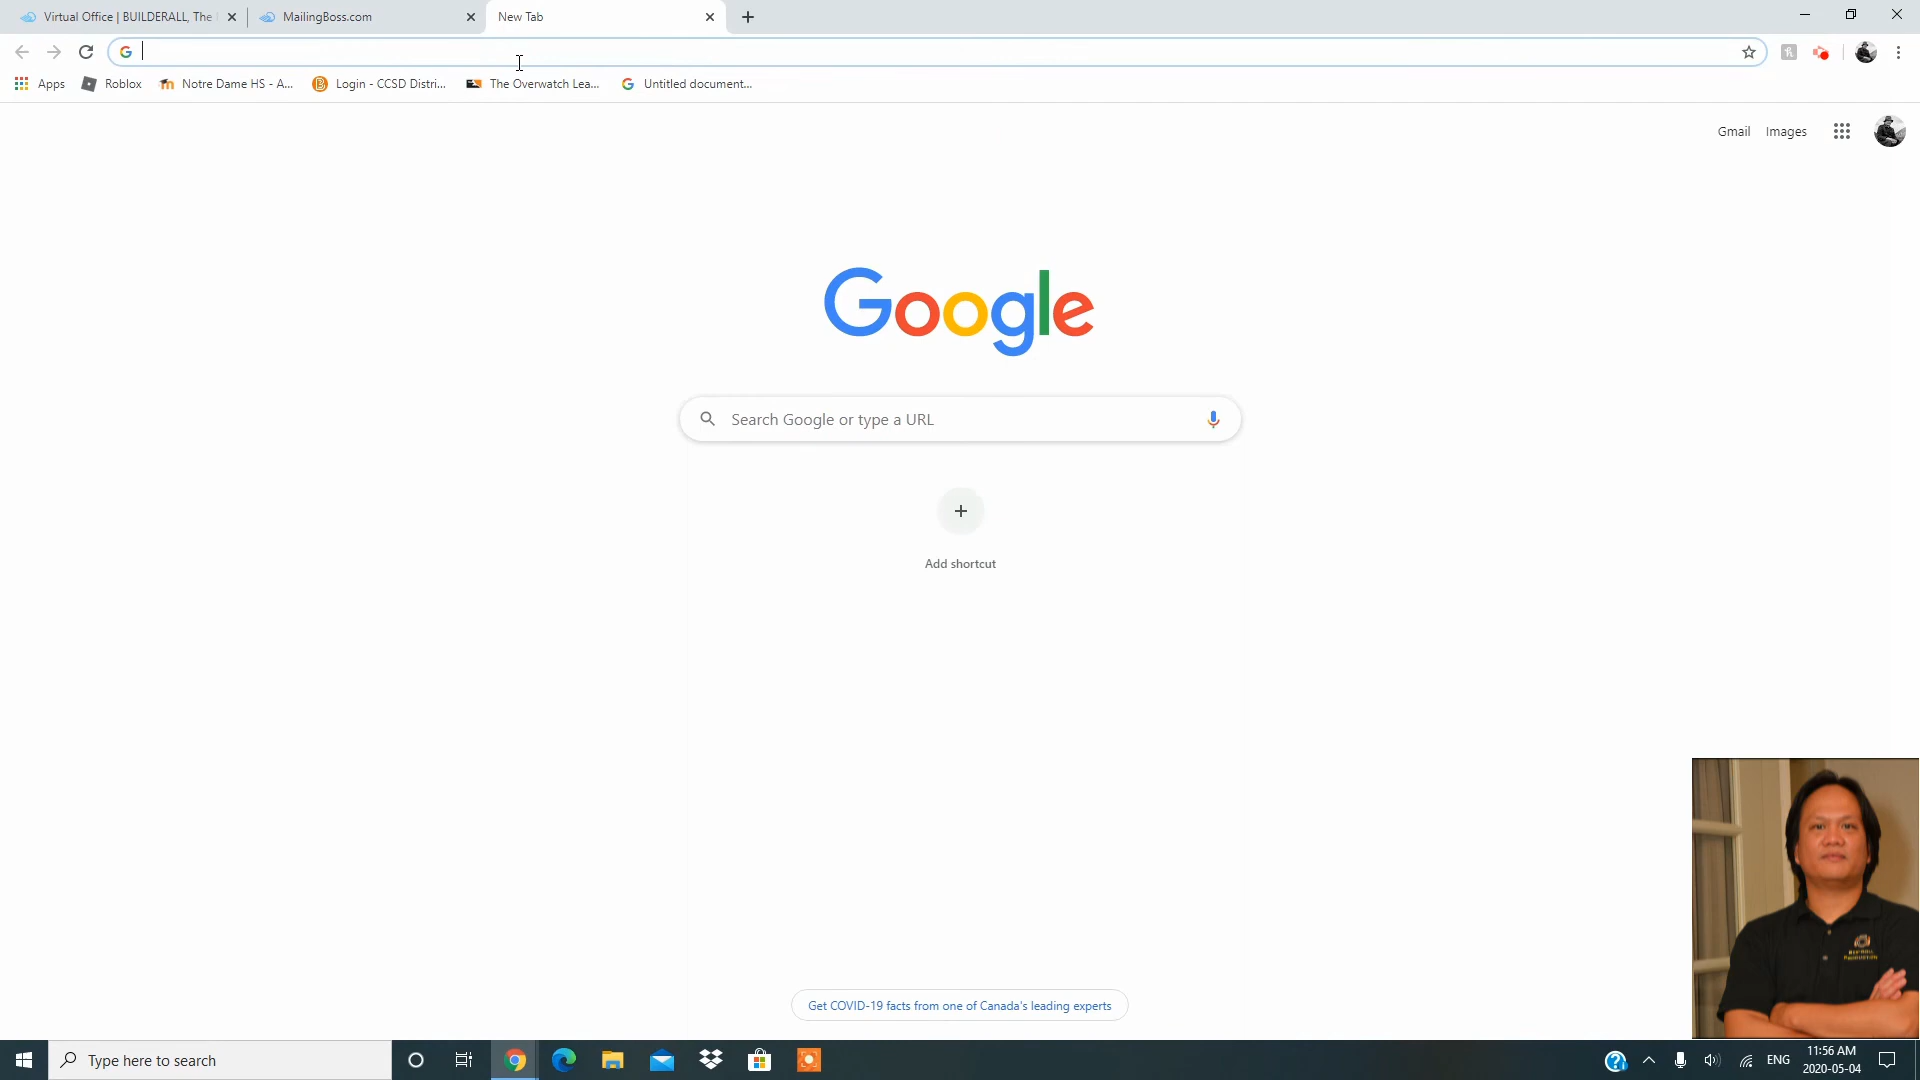 Virtual Office | BUILDERALL, The
MailingBoss.com
New Tab
Apps
Roblox
Notre Dame HS - A...
Login - CCSD Distri...
The Overwatch Lea...
Untitled document...
Gmail
Images
Google
Search Google or type a URL
Add shortcut
Get COVID-19 facts from one of Canada's leading experts
Type here to search
ENG
11:56 AM
2020-05-04